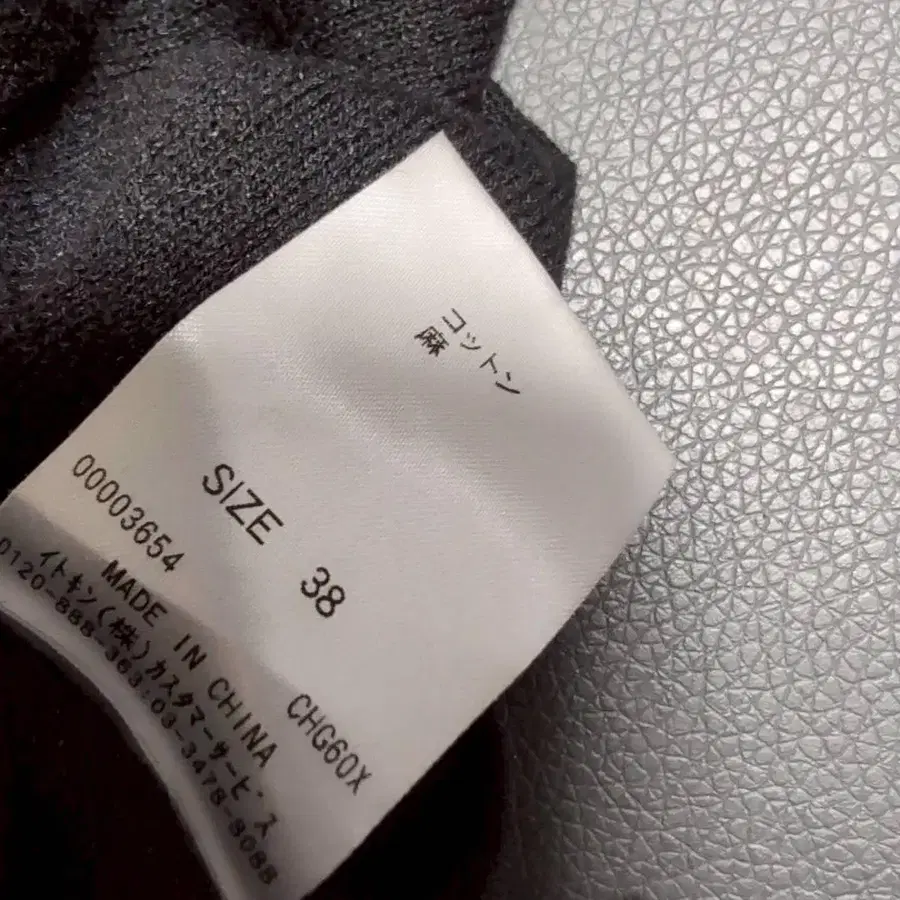 コットン
麻
SIZE 38
00003654 CHG60X
MADE IN CHINA
イトキン(株)カスタマーサービス
0120-888-363:03-3478-8088